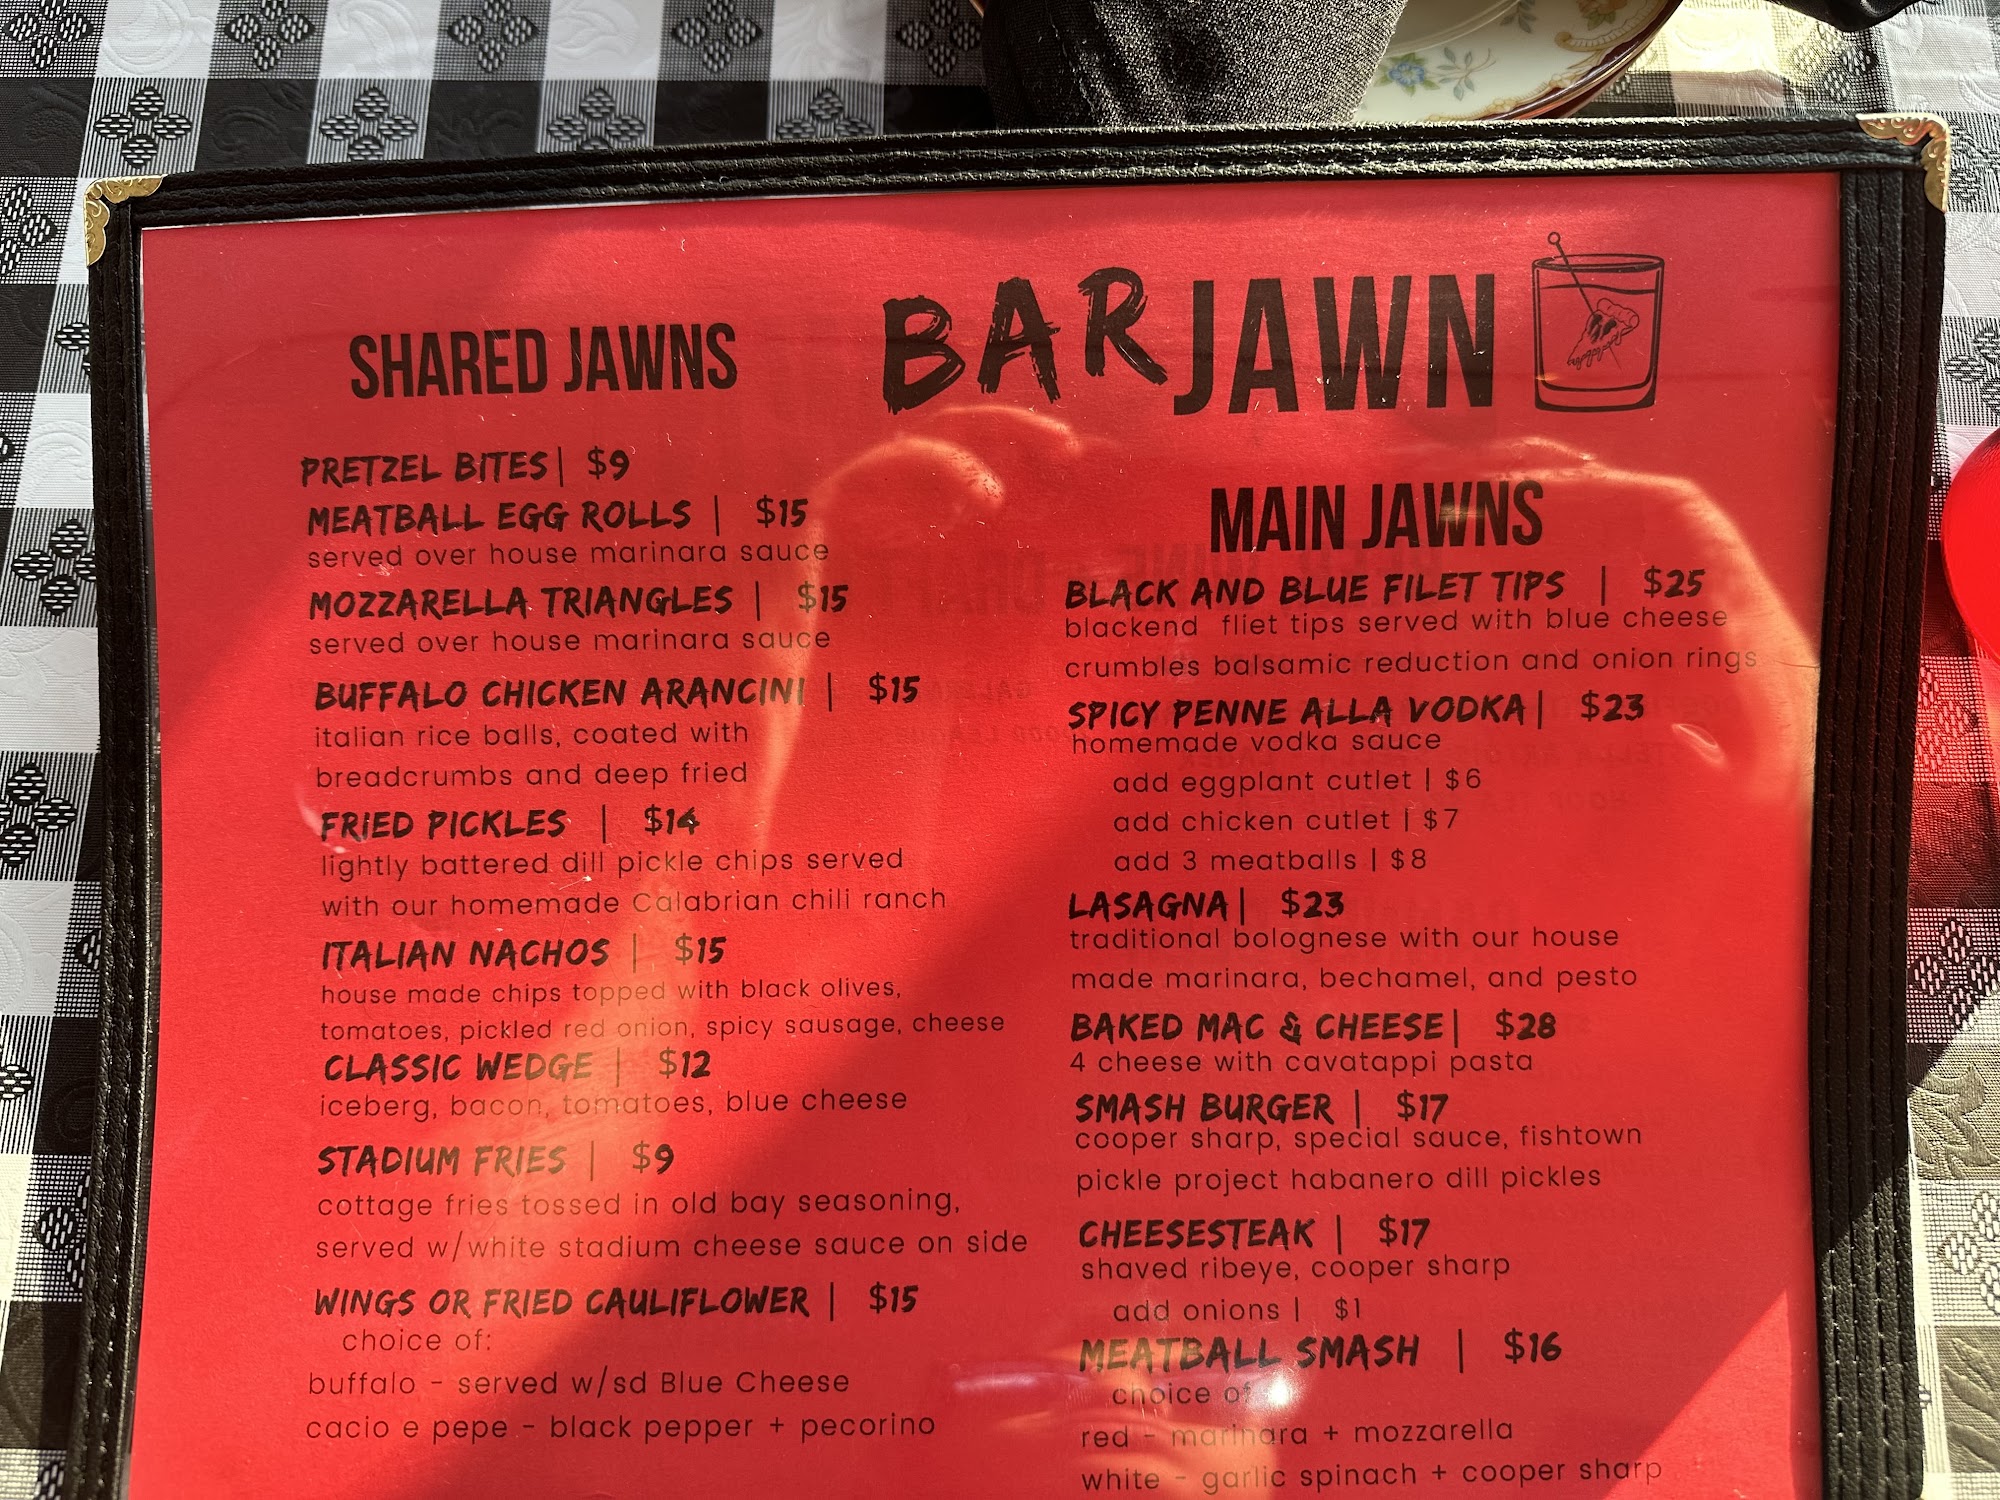 BAR JAWN
SHARED JAWNS
PRETZEL BITES | $9
MEATBALL EGG ROLLS | $15
served over house marinara sauce
MOZZARELLA TRIANGLES | $15
served over house marinara sauce
BUFFALO CHICKEN ARANCINI | $15
italian rice balls, coated with
breadcrumbs and deep fried
FRIED PICKLES | $14
lightly battered dill pickle chips served
with our homemade Calabrian chili ranch
ITALIAN NACHOS | $15
house made chips topped with black olives,
tomatoes, pickled red onion, spicy sausage, cheese
CLASSIC WEDGE | $12
iceberg, bacon, tomatoes, blue cheese
STADIUM FRIES | $9
cottage fries tossed in old bay seasoning,
served w/white stadium cheese sauce on side
WINGS OR FRIED CAULIFLOWER | $15
choice of:
buffalo - served w/sd Blue Cheese
cacio e pepe - black pepper + pecorino
MAIN JAWNS
BLACK AND BLUE FILET TIPS | $25
blackend fliet tips served with blue cheese
crumbles balsamic reduction and onion rings
SPICY PENNE ALLA VODKA | $23
homemade vodka sauce
add eggplant cutlet | $6
add chicken cutlet | $7
add 3 meatballs | $8
LASAGNA | $23
traditional bolognese with our house
made marinara, bechamel, and pesto
BAKED MAC & CHEESE | $28
4 cheese with cavatappi pasta
SMASH BURGER | $17
cooper sharp, special sauce, fishtown
pickle project habanero dill pickles
CHEESESTEAK | $17
shaved ribeye, cooper sharp
add onions | $1
MEATBALL SMASH | $16
choice of
red - marinara + mozzarella
white - garlic spinach + cooper sharp